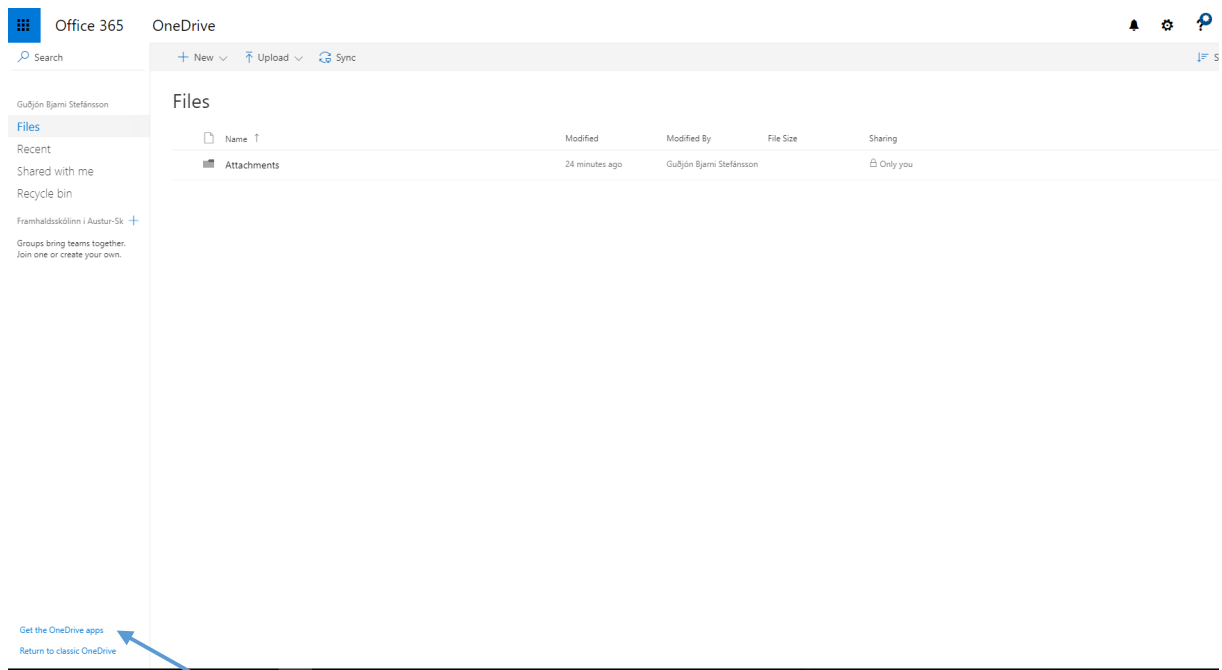 Office 365 OneDrive
Search
New Upload Sync
S
Guðjón Bjarni Stefánsson
Files
Recent
Shared with me
Recycle bin
Framhaldsskólinn í Austur-Sk
Groups bring teams together.
Join one or create your own.
Files
Name Modified Modified By File Size Sharing
Attachments 24 minutes ago Guðjón Bjarni Stefánsson Only you
Get the OneDrive apps
Return to classic OneDrive